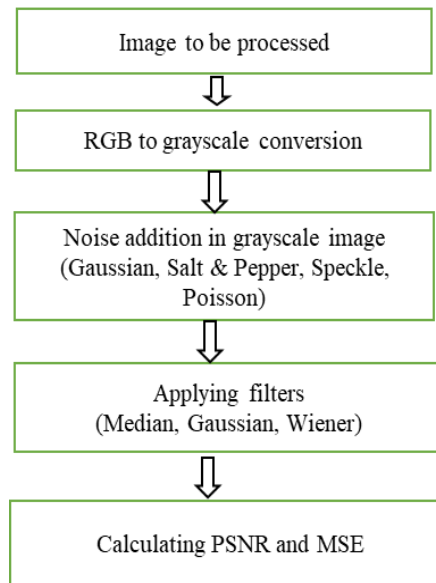 Image to be processed
RGB to grayscale conversion
Noise addition in grayscale image
(Gaussian, Salt & Pepper, Speckle,
Poisson)
Applying filters
(Median, Gaussian, Wiener)
Calculating PSNR and MSE